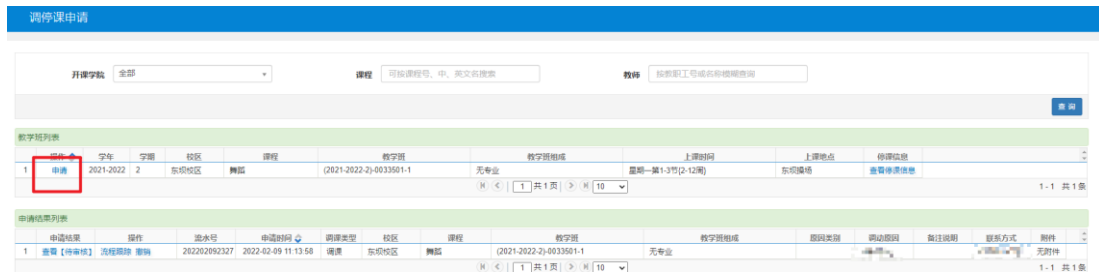 调停课申请
开课学院 全部 课程 可按课程号、中、英文名搜索 教师 按教职工号或名称模糊查询
查 询
教学班列表
操作 学年 学期 校区 课程 教学班 教学班组成 上课时间 上课地点 停课信息
1 申请 2021-2022 2 东坝校区 舞蹈 (2021-2022-2)-0033501-1 无专业 星期一第1-3节{2-12周} 东坝操场 查看停课信息
1 共1页 10 1-1 共1条
申请结果列表
申请结果 操作 流水号 申请时间 调课类型 校区 课程 教学班 教学班组成 原因类别 调动原因 备注说明 联系方式 附件
1 查看【待审核】 流程跟踪 撤销 202202092327 2022-02-09 11:13:58 调课 东坝校区 舞蹈 (2021-2022-2)-0033501-1 无专业 无附件
1 共1页 10 1-1 共1条